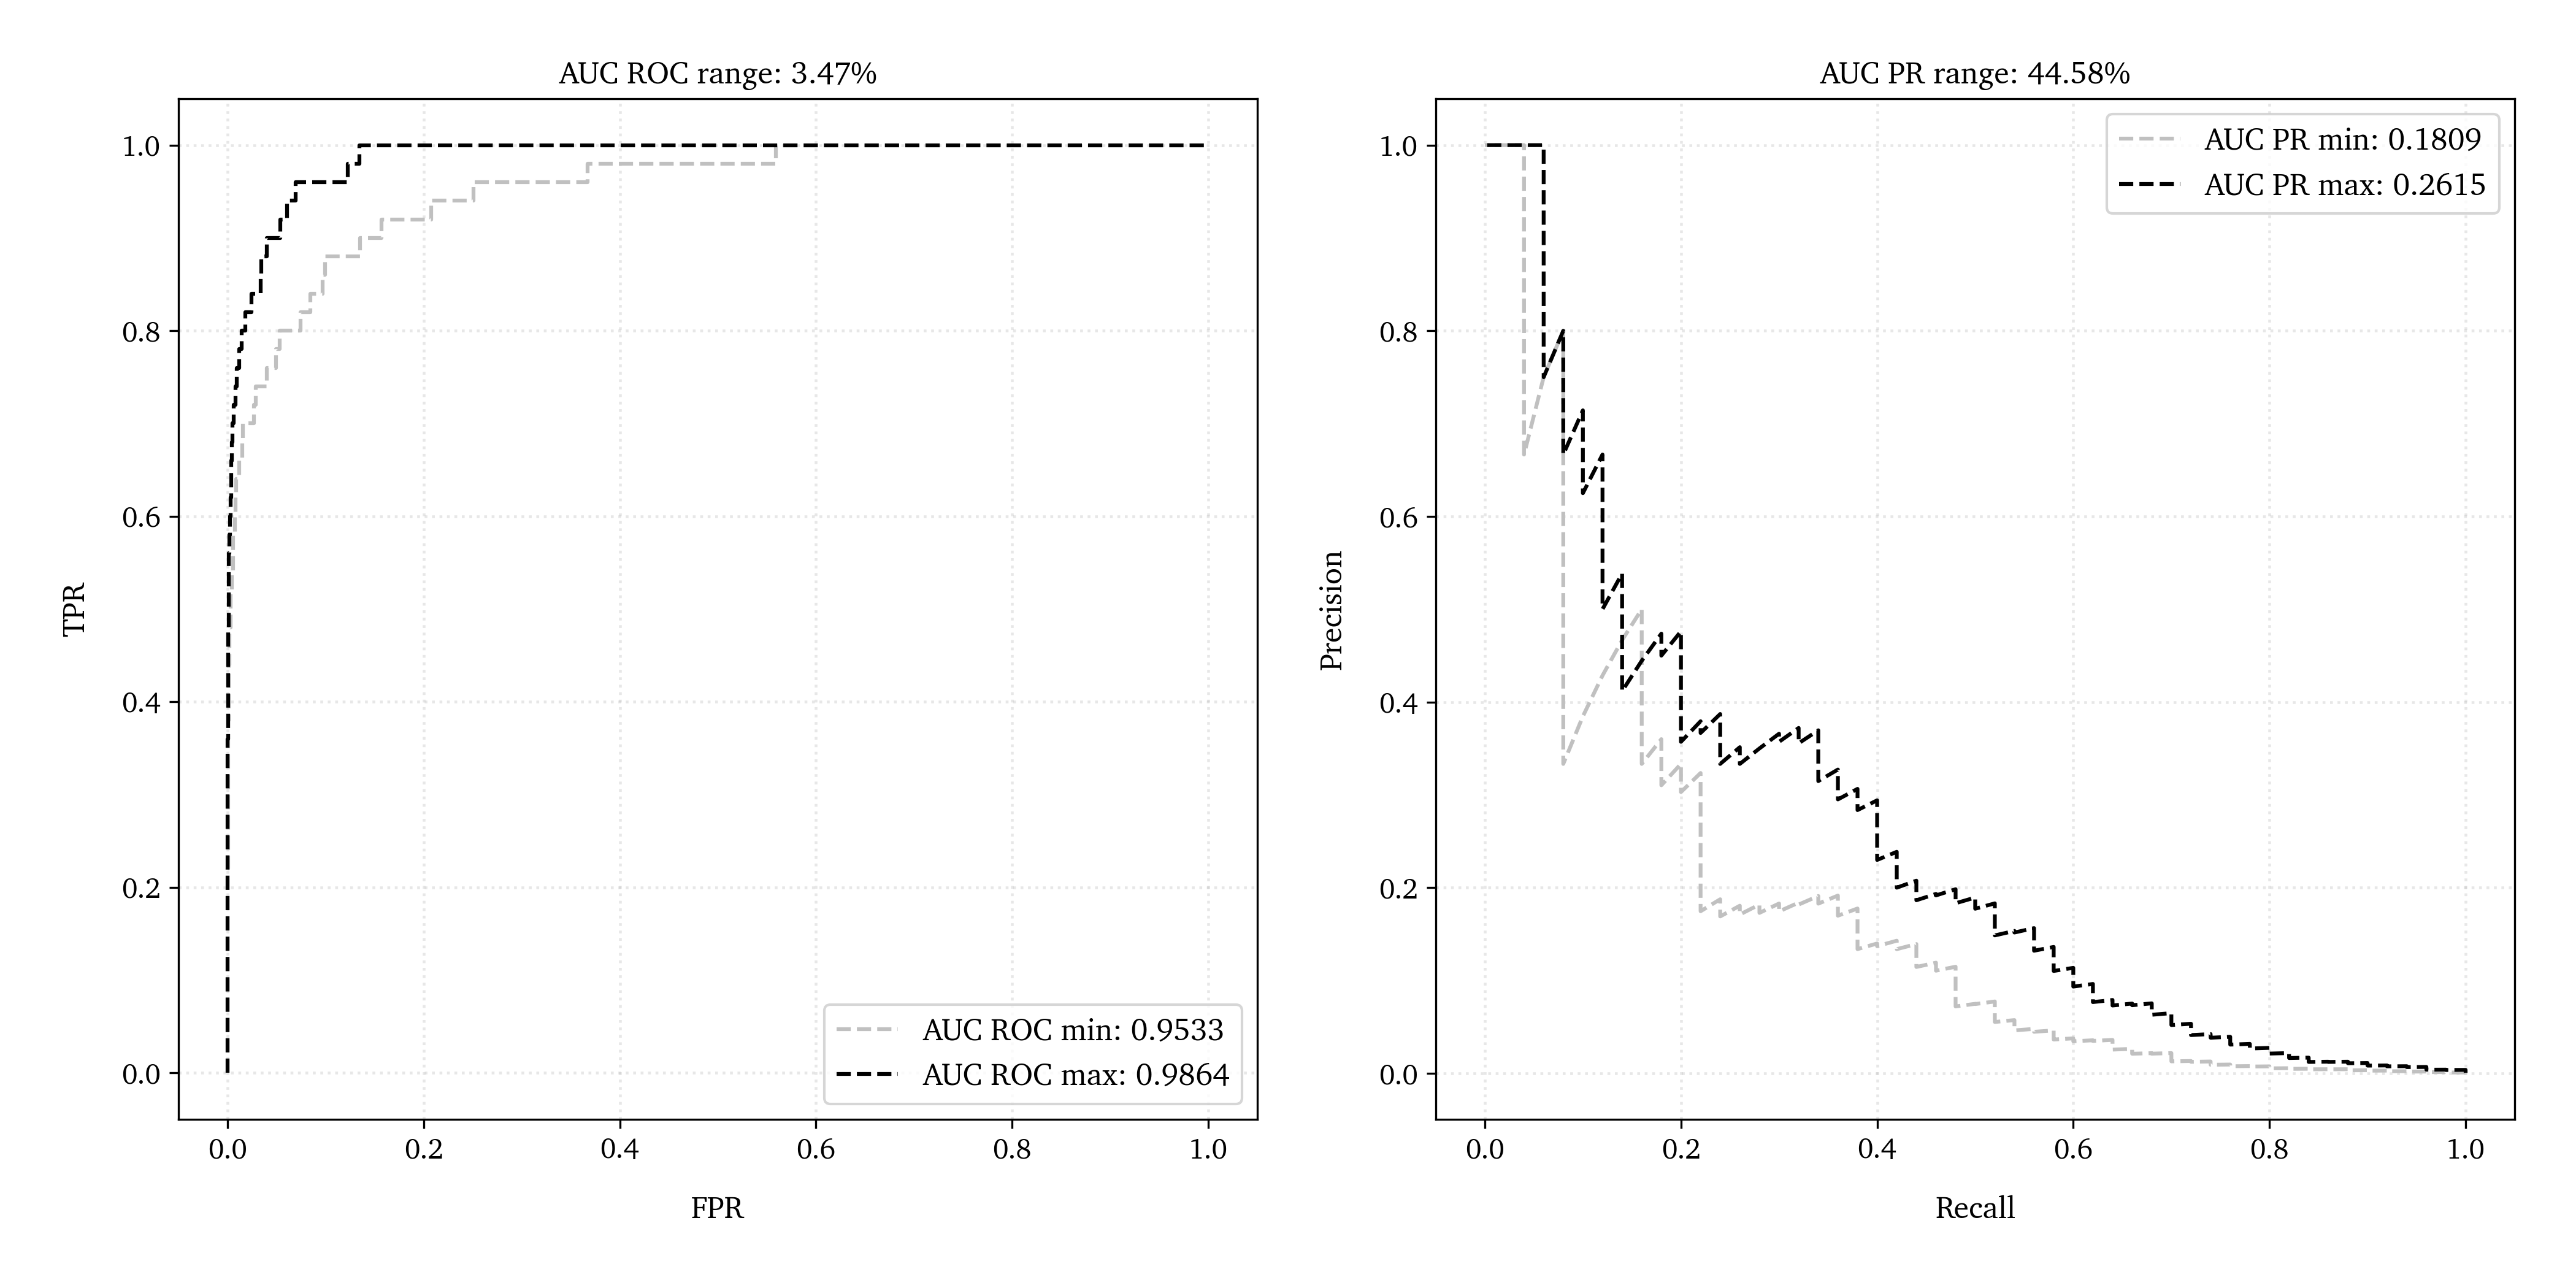 AUC ROC range: 3.47%
TPR
1.0
0.8
0.6
0.4
0.2
0.0
AUC ROC min: 0.9533
AUC ROC max: 0.9864
0.0 0.2 0.4 0.6 0.8 1.0
FPR
AUC PR range: 44.58%
Precision
1.0
0.8
0.6
0.4
0.2
0.0
AUC PR min: 0.1809
AUC PR max: 0.2615
0.0 0.2 0.4 0.6 0.8 1.0
Recall